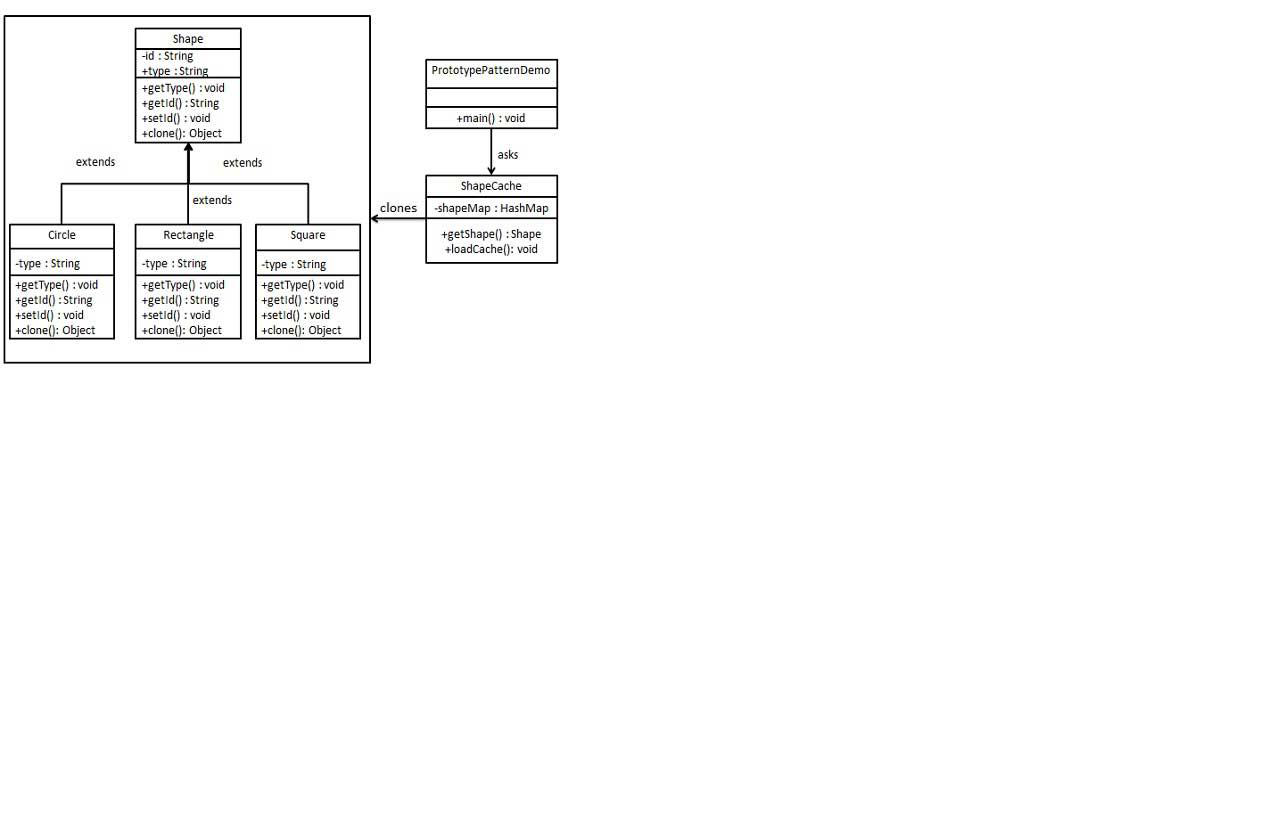 Shape
-id : String
+type : String
+getType() : void
+getId() : String
+setId() : void
+clone(): Object
extends
extends
extends
Circle
-type : String
+getType() : void
+getId() : String
+setId() : void
+clone(): Object
Rectangle
-type : String
+getType() : void
+getId() : String
+setId() : void
+clone(): Object
Square
-type : String
+getType() : void
+getId() : String
+setId() : void
+clone(): Object
PrototypePatternDemo
+main() : void
asks
clones
ShapeCache
-shapeMap : HashMap
+getShape() : Shape
+loadCache(): void